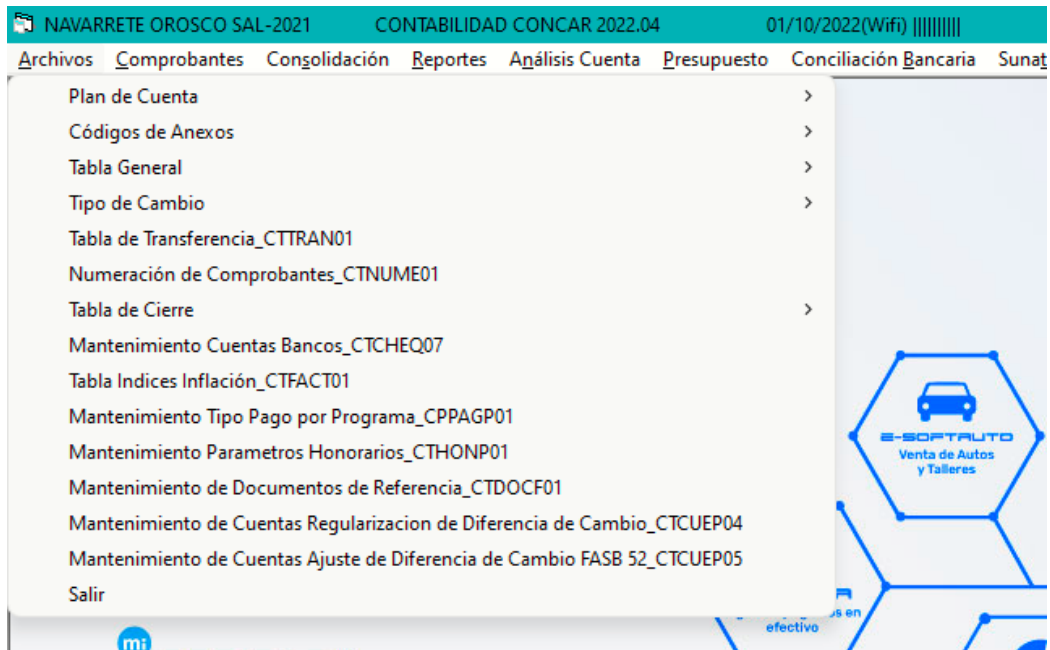 NAVARRETE OROSCO SAL-2021 CONTABILIDAD CONCAR 2022.04 01/10/2022(Wifi) ||||||||||
Archivos Comprobantes Consolidación Reportes Análisis Cuenta Presupuesto Conciliación Bancaria Sunat
Plan de Cuenta
Códigos de Anexos
Tabla General
Tipo de Cambio
Tabla de Transferencia_CTTRAN01
Numeración de Comprobantes_CTNUME01
Tabla de Cierre
Mantenimiento Cuentas Bancos_CTCHEQ07
Tabla Indices Inflación_CTFACT01
Mantenimiento Tipo Pago por Programa_CPPAGP01
Mantenimiento Parametros Honorarios_CTHONP01
Mantenimiento de Documentos de Referencia_CTDOCF01
Mantenimiento de Cuentas Regularizacion de Diferencia de Cambio_CTCUEP04
Mantenimiento de Cuentas Ajuste de Diferencia de Cambio FASB 52_CTCUEP05
Salir
E-SOFTAUTO
Venta de Autos
y Talleres
en
efectivo
mi